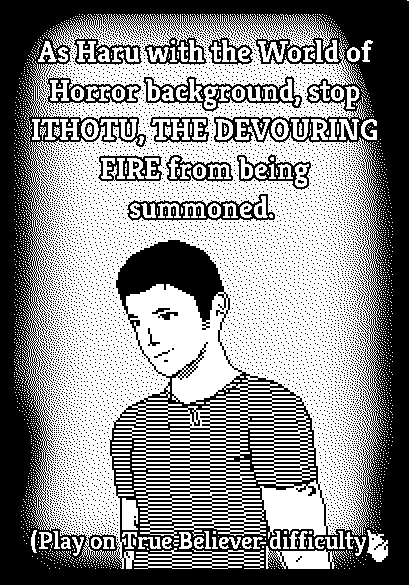 As Haru with the World of
Horror background, stop
ITHOTU, THE DEVOURING
FIRE from being
summoned.
(Play on True Believer difficulty)